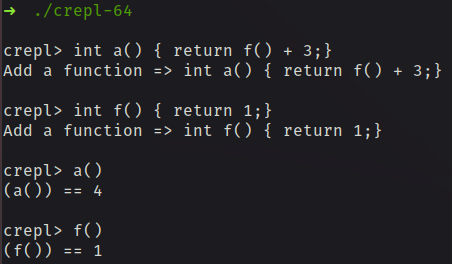 ➜ ./crepl-64
crepl> int a() { return f() + 3;}
Add a function => int a() { return f() + 3;}
crepl> int f() { return 1;}
Add a function => int f() { return 1;}
crepl> a()
(a()) == 4
crepl> f()
(f()) == 1